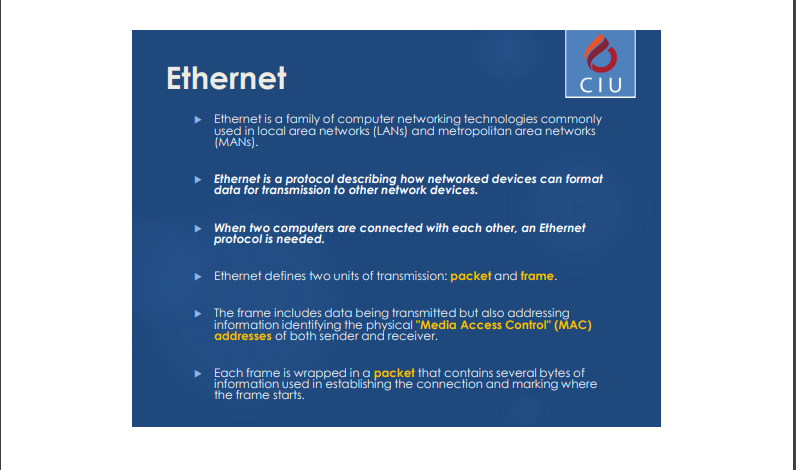 CIU
Ethernet
Ethernet is a family of computer networking technologies commonly
used in local area networks (LANs) and metropolitan area networks
(MANs).
Ethernet is a protocol describing how networked devices can format
data for transmission to other network devices.
When two computers are connected with each other, an Ethernet
protocol is needed.
Ethernet defines two units of transmission: packet and frame.
The frame includes data being transmitted but also addressing
information identifying the physical "Media Access Control" (MAC)
addresses of both sender and receiver.
Each frame is wrapped in a packet that contains several bytes of
information used in establishing the connection and marking where
the frame starts.